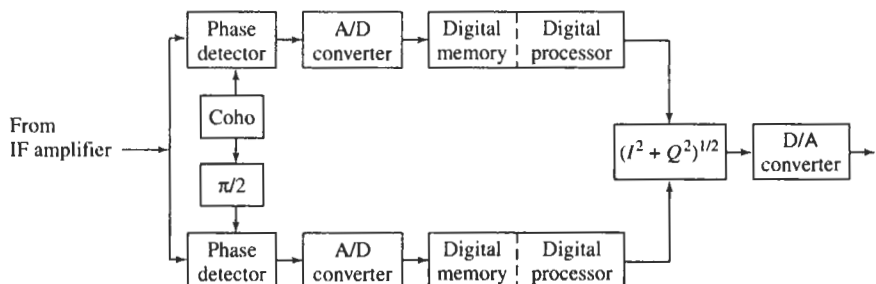 Phase
detector
A/D
converter
Digital
memory
Digital
processor
From
IF amplifier
Coho
π/2
(I² + Q²)¹/²
D/A
converter
Phase
detector
A/D
converter
Digital
memory
Digital
processor